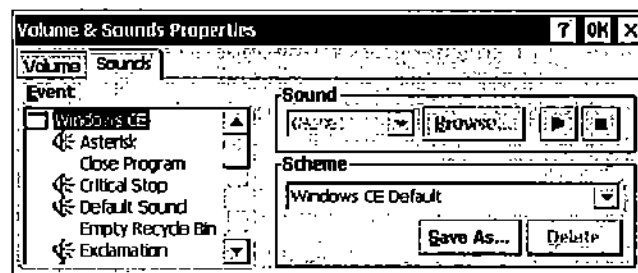 Volume & Sounds Properties ? OK ×
Volume Sounds
Event
Windows CE
Asterisk
Close Program
Critical Stop
Default Sound
Empty Recycle Bin
Exclamation
Sound
Browse...
Scheme
Windows CE Default
Save As... Delete